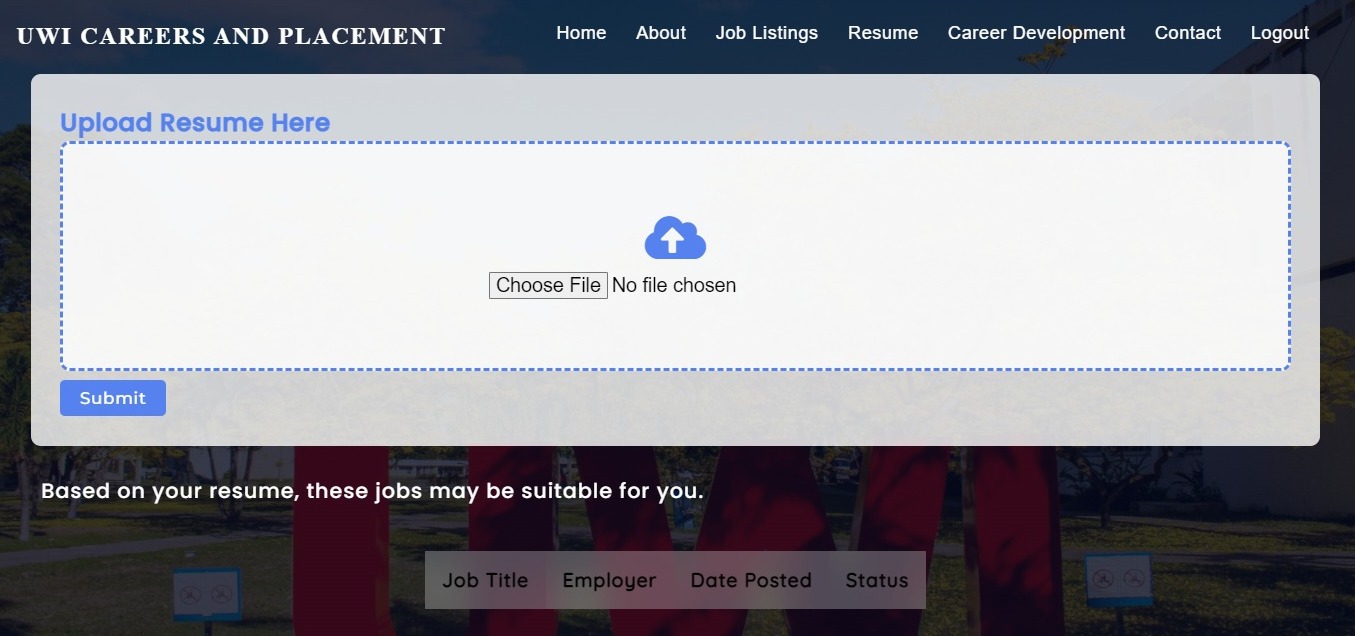 UWI CAREERS AND PLACEMENT Home About Job Listings Resume Career Development Contact Logout
Upload Resume Here
Choose File No file chosen
Submit
Based on your resume, these jobs may be suitable for you.
Job Title Employer Date Posted Status